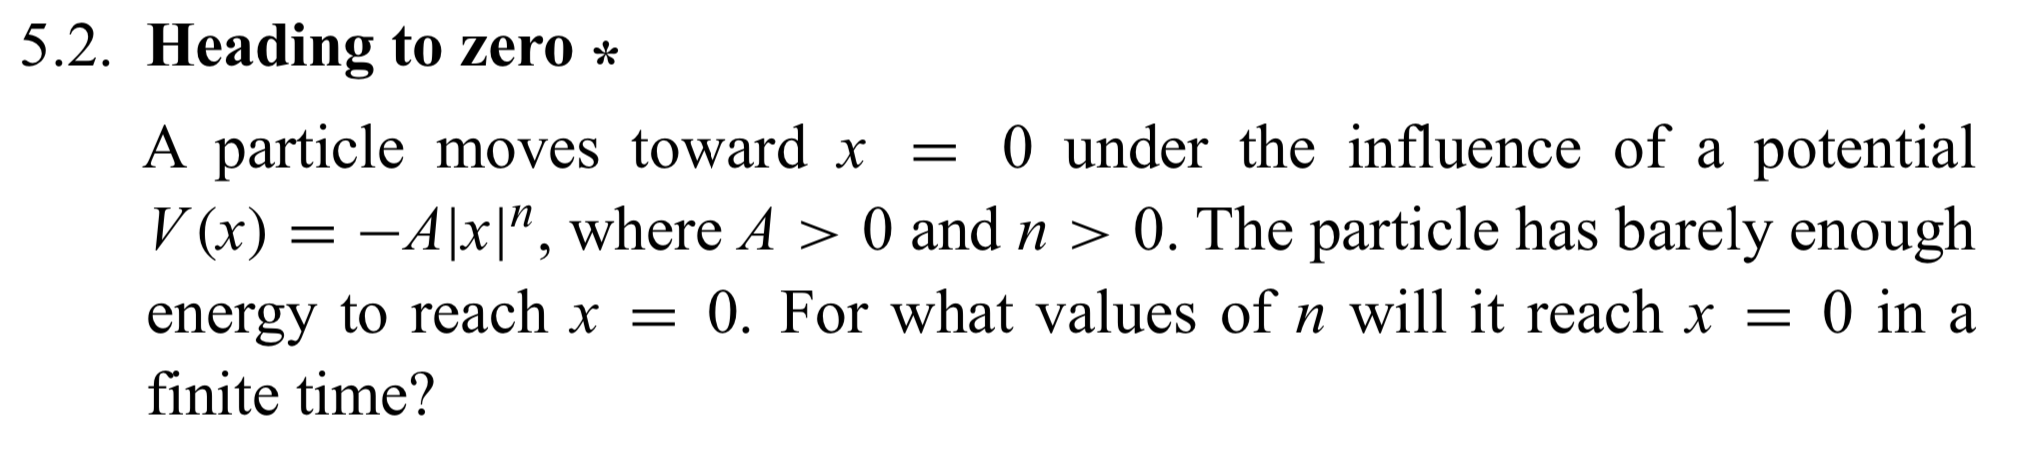 5.2. Heading to zero *
A particle moves toward x = 0 under the influence of a potential
V(x) = −A|x|ⁿ, where A > 0 and n > 0. The particle has barely enough
energy to reach x = 0. For what values of n will it reach x = 0 in a
finite time?